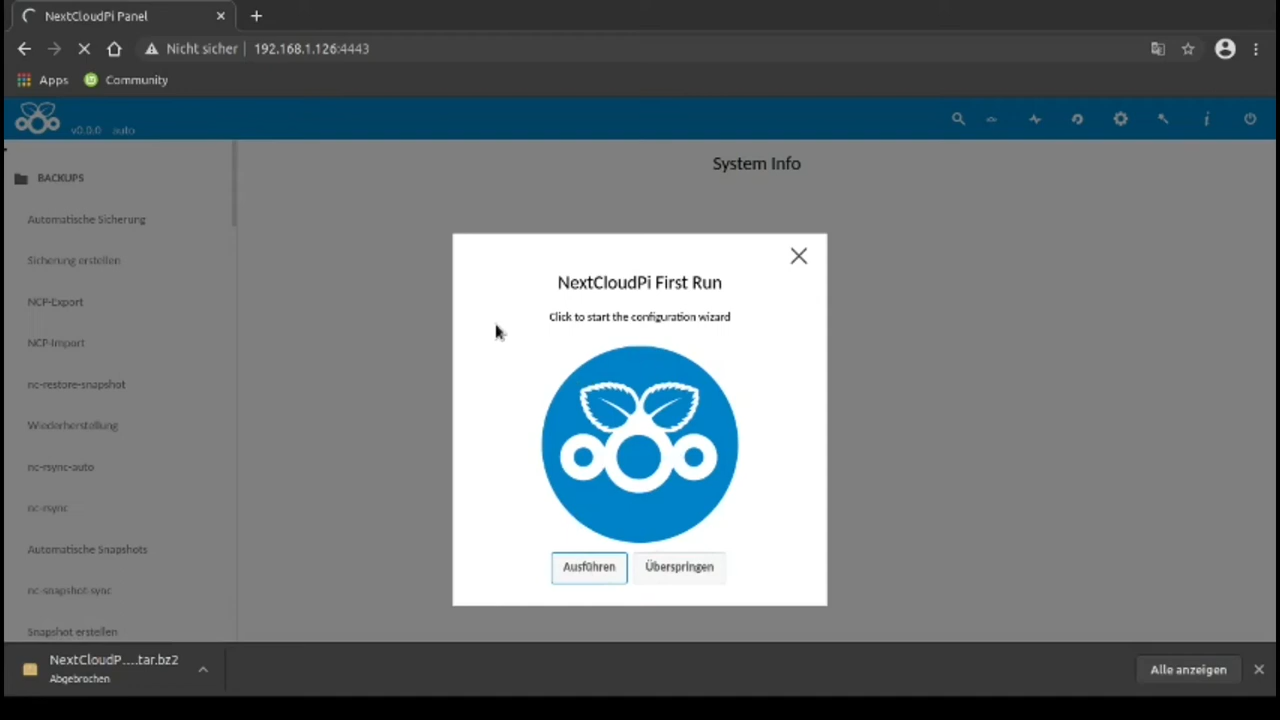 NextCloudPi Panel
Nicht sicher
192.168.1.126:4443
Apps
Community
v0.0.0 auto
System Info
BACKUPS
Automatische Sicherung
Sicherung erstellen
NCP-Export
NCP-Import
nc-restore-snapshot
Wiederherstellung
nc-rsync-auto
nc-rsync
Automatische Snapshots
nc-snapshot-sync
Snapshot erstellen
NextCloudPi First Run
Click to start the configuration wizard
Ausführen
Überspringen
NextCloudP....tar.bz2
Abgebrochen
Alle anzeigen